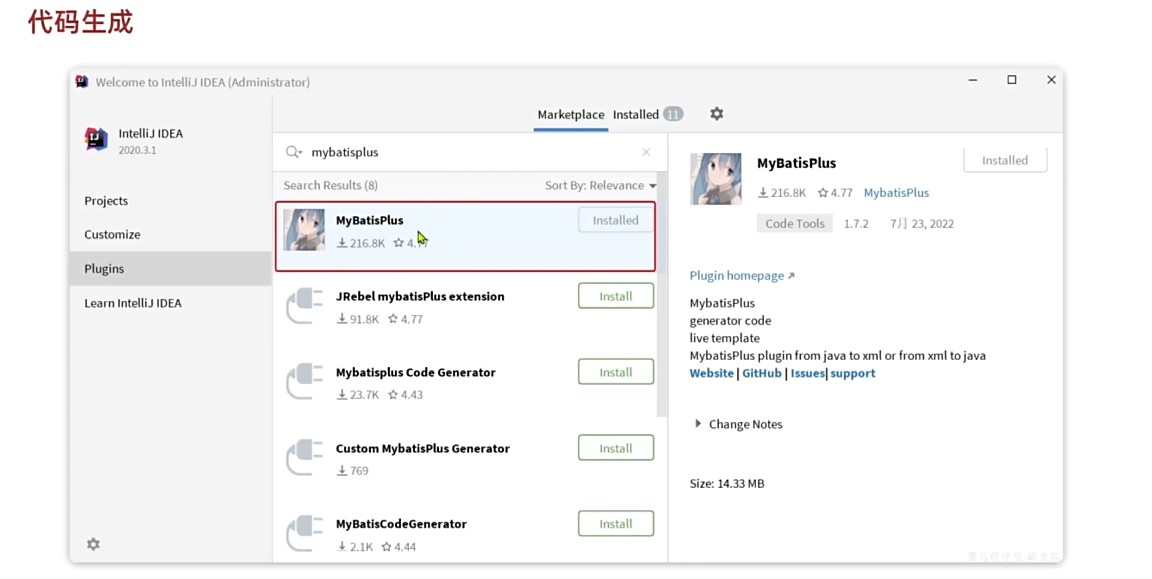 代码生成
Welcome to IntelliJ IDEA (Administrator)
IntelliJ IDEA
2020.3.1
Projects
Customize
Plugins
Learn IntelliJ IDEA
Marketplace Installed 11
mybatisplus
Search Results (8) Sort By: Relevance
MyBatisPlus Installed
216.8K
JRebel mybatisPlus extension Install
91.8K 4.77
Mybatisplus Code Generator Install
23.7K 4.43
Custom MybatisPlus Generator Install
769
MyBatisCodeGenerator Install
2.1K 4.44
MyBatisPlus Installed
216.8K 4.77 MybatisPlus
Code Tools 1.7.2 7月 23, 2022
Plugin homepage
MybatisPlus
generator code
live template
MybatisPlus plugin from java to xml or from xml to java
Website | GitHub | Issues| support
Change Notes
Size: 14.33 MB